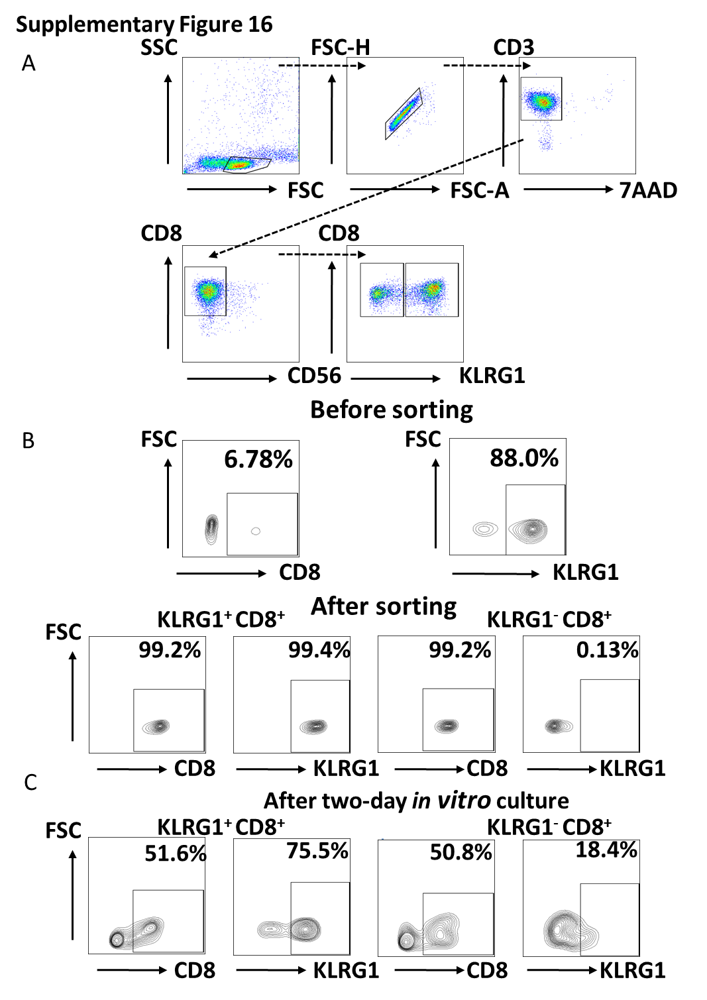 Supplementary Figure 16
A
SSC
FSC-H
CD3
FSC
FSC-A
7AAD
CD8
CD8
CD56
KLRG1
Before sorting
B
FSC
FSC
6.78%
88.0%
CD8
KLRG1
After sorting
KLRG1⁺ CD8⁺
KLRG1⁻ CD8⁺
FSC
99.2%
99.4%
99.2%
0.13%
CD8
KLRG1
CD8
KLRG1
C
After two-day in vitro culture
KLRG1⁺ CD8⁺
KLRG1⁻ CD8⁺
FSC
51.6%
75.5%
50.8%
18.4%
CD8
KLRG1
CD8
KLRG1